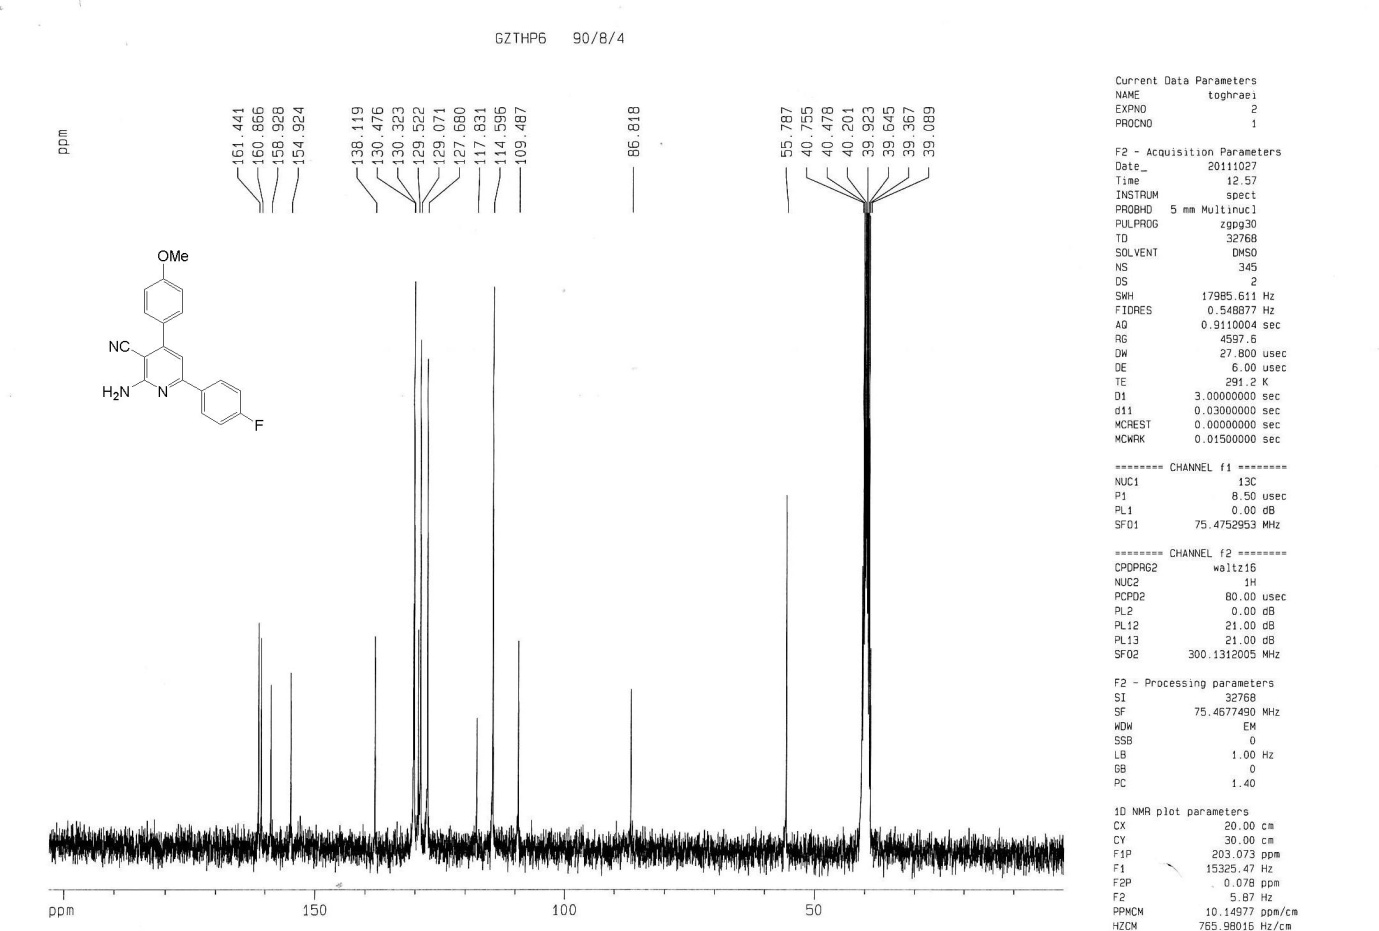 GZTHP6 90/8/4
ppm
161.441
160.866
158.928
154.924
138.119
130.476
130.323
129.522
129.071
127.680
117.831
114.596
109.487
86.818
55.787
40.755
40.478
40.201
39.923
39.645
39.367
39.089
OMe
NC
H2N
N
F
ppm 150 100 50
Current Data Parameters
NAME toghraei
EXPNO 2
PROCNO 1
F2 - Acquisition Parameters
Date_ 20111027
Time 12.57
INSTRUM spect
PROBHD 5 mm Multinucl
PULPROG zgpg30
TD 32768
SOLVENT DMSO
NS 345
DS 2
SWH 17985.611 Hz
FIDRES 0.548877 Hz
AQ 0.9110004 sec
RG 4597.6
DW 27.800 usec
DE 6.00 usec
TE 291.2 K
D1 3.00000000 sec
d11 0.03000000 sec
MCREST 0.00000000 sec
MCWRK 0.01500000 sec
======== CHANNEL f1 ========
NUC1 13C
P1 8.50 usec
PL1 0.00 dB
SFO1 75.4752953 MHz
======== CHANNEL f2 ========
CPDPRG2 waltz16
NUC2 1H
PCPD2 80.00 usec
PL2 0.00 dB
PL12 21.00 dB
PL13 21.00 dB
SFO2 300.1312005 MHz
F2 - Processing parameters
SI 32768
SF 75.4677490 MHz
WDW EM
SSB 0
LB 1.00 Hz
GB 0
PC 1.40
1D NMR plot parameters
CX 20.00 cm
CY 30.00 cm
F1P 203.073 ppm
F1 15325.47 Hz
F2P 0.078 ppm
F2 5.87 Hz
PPMCM 10.14977 ppm/cm
HZCM 765.98016 Hz/cm